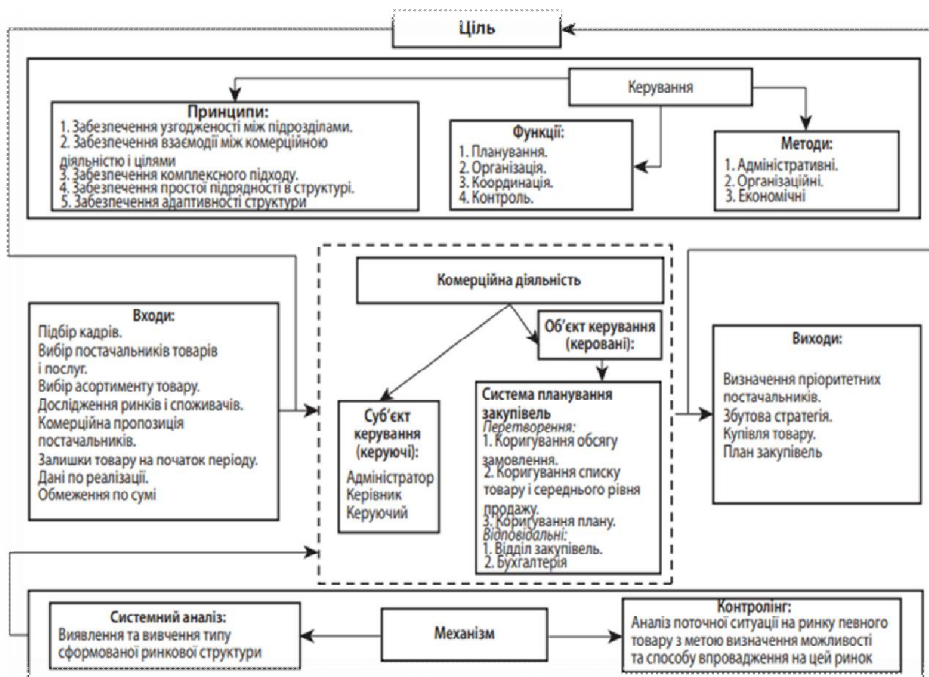 Ціль
Керування
Принципи:
1. Забезпечення узгодженості між підрозділами.
2. Забезпечення взаємодії між комерційною
діяльністю і цілями
3. Забезпечення комплексного підходу.
4. Забезпечення простої підрядності в структурі.
5. Забезпечення адаптивності структури
Функції:
1. Планування.
2. Організація.
3. Координація.
4. Контроль.
Методи:
1. Адміністративні.
2. Організаційні.
3. Економічні
Входи:
Підбір кадрів.
Вибір постачальників товарів
і послуг.
Вибір асортименту товару.
Дослідження ринків і споживачів.
Комерційна пропозиція
постачальників.
Залишки товару на початок періоду.
Дані по реалізації.
Обмеження по сумі
Комерційна діяльність
Суб’єкт
керування
(керуючі):
Адміністратор
Керівник
Керуючий
Об’єкт керування
(керовані):
Система планування
закупівель
Перетворення:
1. Коригування обсягу
замовлення.
2. Коригування списку
товару і середнього рівня
продажу.
3. Коригування плану.
Відповідальні:
1. Відділ закупівель.
2. Бухгалтерія
Виходи:
Визначення пріоритетних
постачальників.
Збутова стратегія.
Купівля товару.
План закупівель
Системний аналіз:
Виявлення та вивчення типу
сформованої ринкової структури
Механізм
Контролінг:
Аналіз поточної ситуації на ринку певного
товару з метою визначення можливості
та способу впровадження на цей ринок